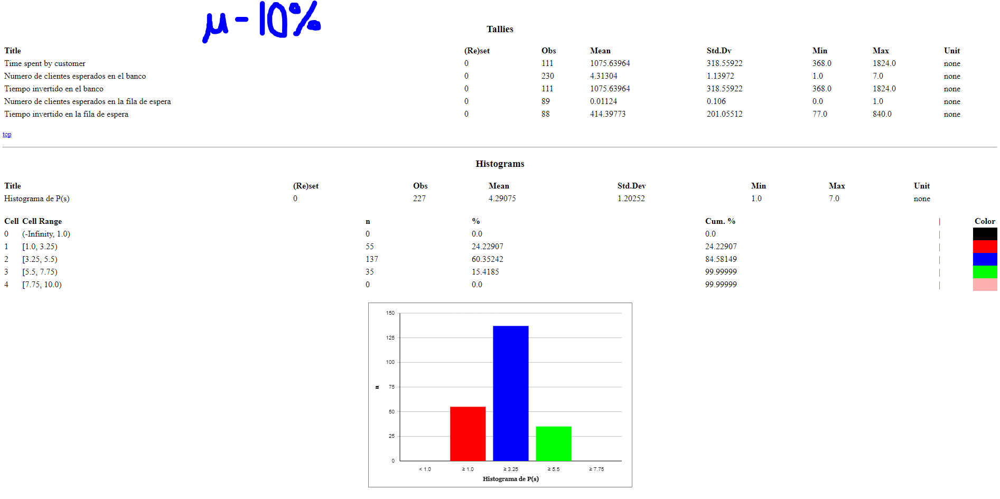 μ - 10%
Tallies
Title (Re)set Obs Mean Std.Dv Min Max Unit
Time spent by customer 0 111 1075.63964 318.55922 368.0 1824.0 none
Numero de clientes esperados en el banco 0 230 4.31304 1.13972 1.0 7.0 none
Tiempo invertido en el banco 0 111 1075.63964 318.55922 368.0 1824.0 none
Numero de clientes esperados en la fila de espera 0 89 0.01124 0.106 0.0 1.0 none
Tiempo invertido en la fila de espera 0 88 414.39773 201.05512 77.0 840.0 none
top
Histograms
Title (Re)set Obs Mean Std.Dev Min Max Unit
Histograma de P(s) 0 227 4.29075 1.20252 1.0 7.0 none
Cell Cell Range n % Cum. % | Color
0 (-Infinity, 1.0) 0 0.0 0.0 |
1 [1.0, 3.25) 55 24.22907 24.22907 |
2 [3.25, 5.5) 137 60.35242 84.58149 |
3 [5.5, 7.75) 35 15.4185 99.99999 |
4 [7.75, 10.0) 0 0.0 99.99999 |
150
125
100
n
75
50
25
0
< 1.0 ≥ 1.0 ≥ 3.25 ≥ 5.5 ≥ 7.75
Histograma de P(s)